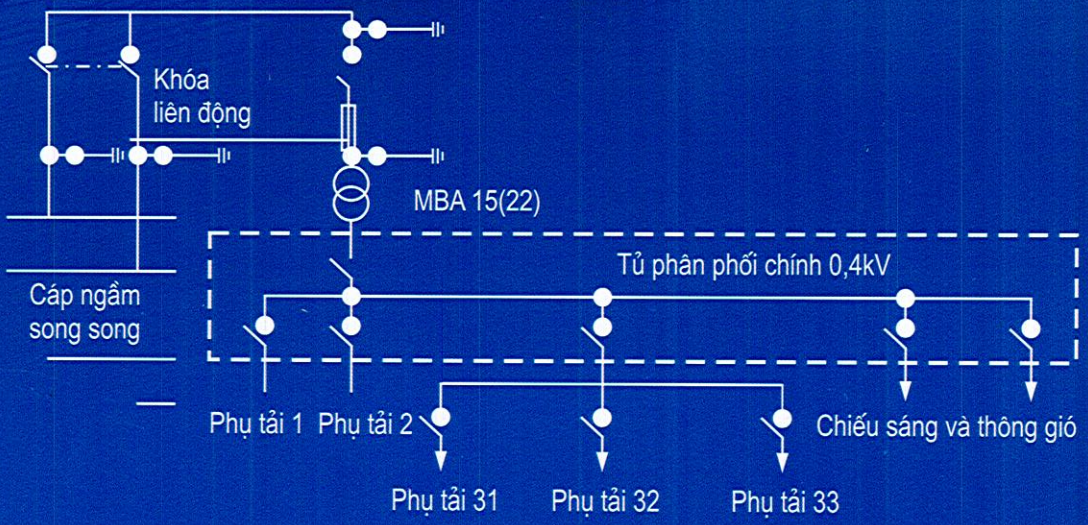 Khóa
liên động
MBA 15(22)
Tủ phân phối chính 0,4kV
Cáp ngầm
song song
Phụ tải 1
Phụ tải 2
Chiếu sáng và thông gió
Phụ tải 31
Phụ tải 32
Phụ tải 33